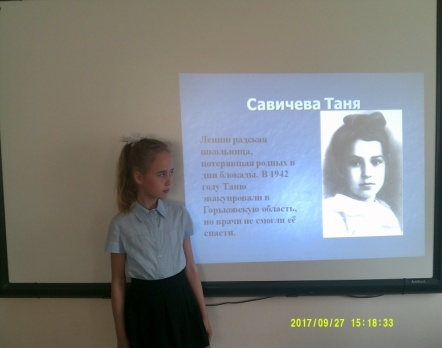 Савичева Таня
Ленинградская
школьница,
потерявшая родных в
дни блокады. В 1942
году Таню
эвакуировали в
Горьковскую область,
но врачи не смогли её
спасти.
2017/09/27 15:18:33